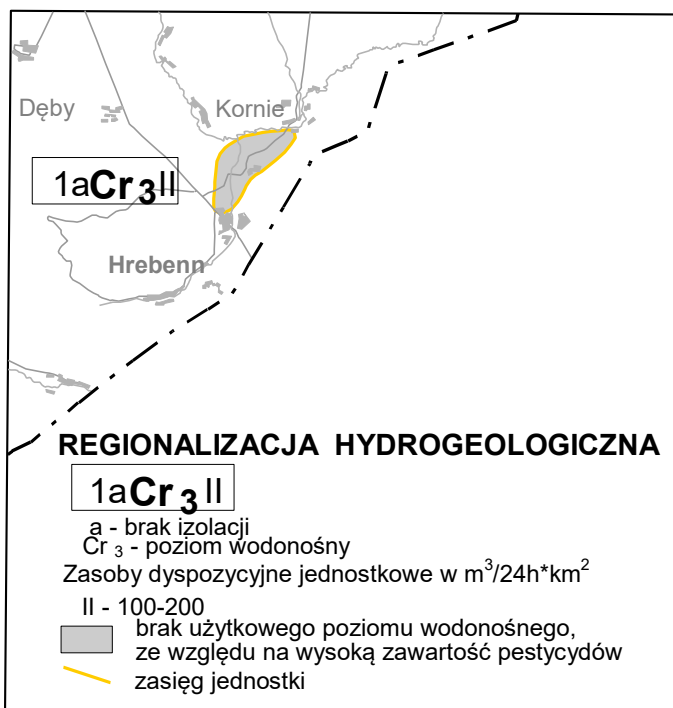 Dęby
Kornie
1aCr₃II
Hrebenn
REGIONALIZACJA HYDROGEOLOGICZNA
1aCr₃II
a - brak izolacji
Cr ₃ - poziom wodonośny
Zasoby dyspozycyjne jednostkowe w m³/24h*km²
II - 100-200
brak użytkowego poziomu wodonośnego,
ze względu na wysoką zawartość pestycydów
zasięg jednostki